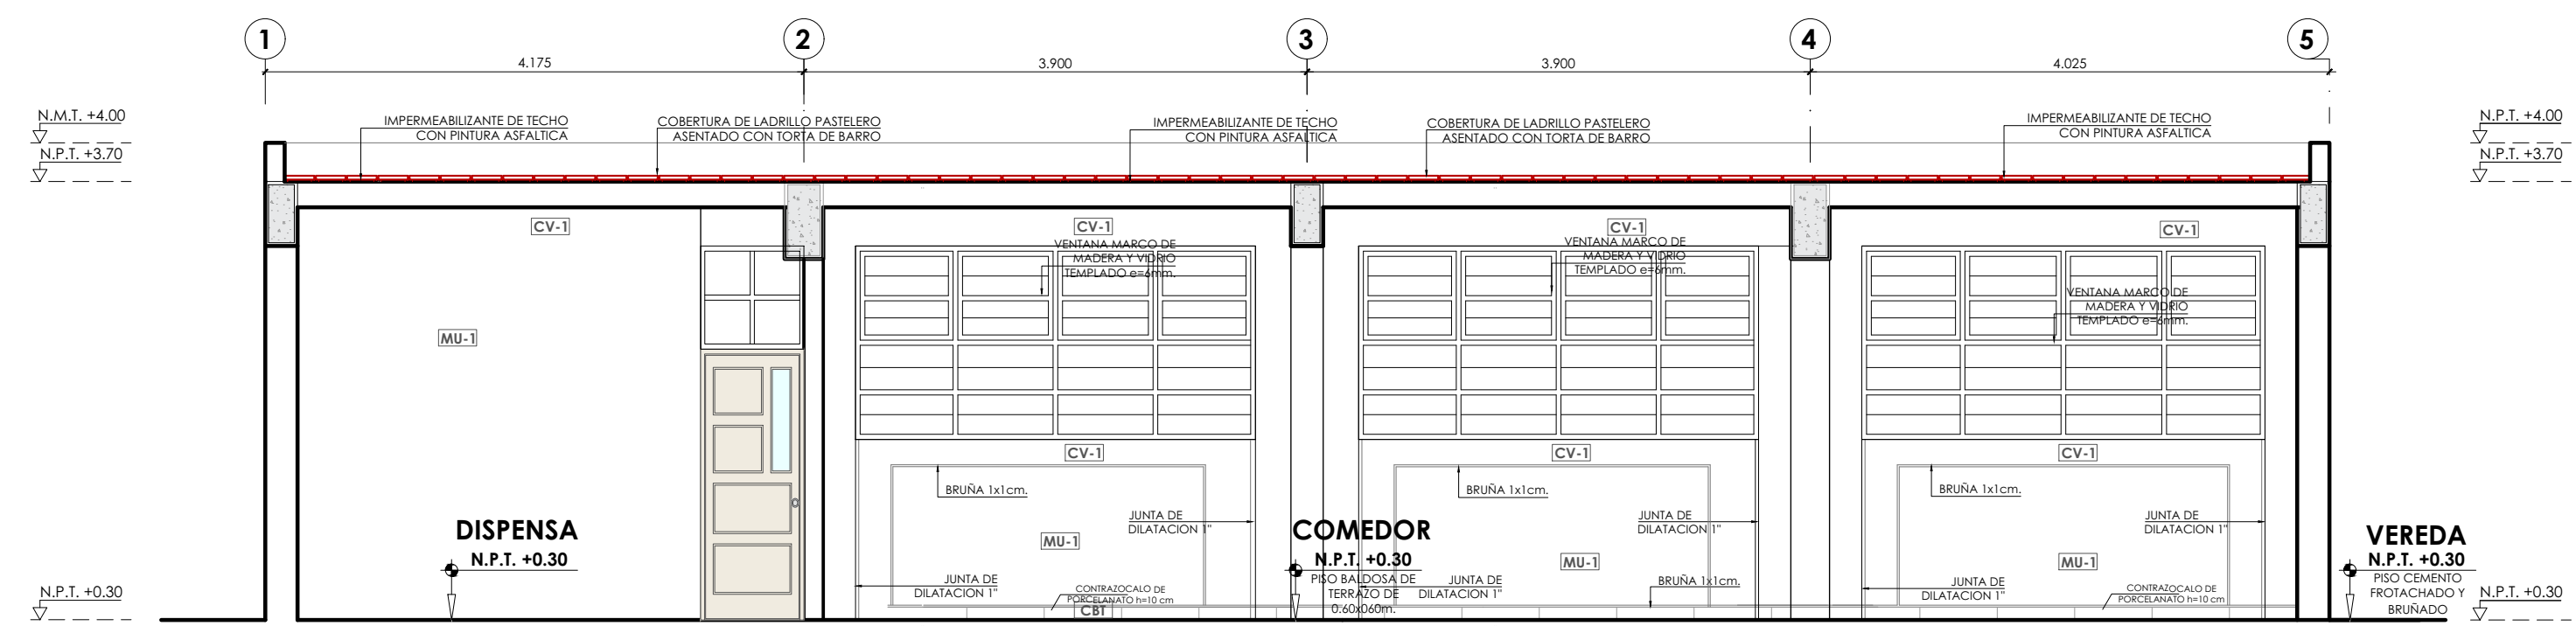 1
2
3
4
5
4.175
3.900
3.900
4.025
N.M.T. +4.00
N.P.T. +3.70
IMPERMEABILIZANTE DE TECHO
CON PINTURA ASFALTICA
COBERTURA DE LADRILLO PASTELERO
ASENTADO CON TORTA DE BARRO
IMPERMEABILIZANTE DE TECHO
CON PINTURA ASFALTICA
COBERTURA DE LADRILLO PASTELERO
ASENTADO CON TORTA DE BARRO
IMPERMEABILIZANTE DE TECHO
CON PINTURA ASFALTICA
N.P.T. +4.00
N.P.T. +3.70
CV-1
CV-1
CV-1
CV-1
VENTANA MARCO DE
MADERA Y VIDRIO
TEMPLADO e=6mm.
VENTANA MARCO DE
MADERA Y VIDRIO
TEMPLADO e=6mm.
VENTANA MARCO DE
MADERA Y VIDRIO
TEMPLADO e=6mm.
MU-1
CV-1
CV-1
CV-1
BRUÑA 1x1cm.
BRUÑA 1x1cm.
BRUÑA 1x1cm.
JUNTA DE
DILATACION 1"
JUNTA DE
DILATACION 1"
JUNTA DE
DILATACION 1"
DISPENSA
N.P.T. +0.30
MU-1
COMEDOR
N.P.T. +0.30
PISO BALDOSA DE
TERRAZO DE
0.60x060m.
MU-1
MU-1
VEREDA
N.P.T. +0.30
PISO CEMENTO
FROTACHADO Y
BRUÑADO
N.P.T. +0.30
JUNTA DE
DILATACION 1"
CONTRAZOCALO DE
PORCELANATO h=10 cm
CBT
JUNTA DE
DILATACION 1"
BRUÑA 1x1cm.
JUNTA DE
DILATACION 1"
CONTRAZOCALO DE
PORCELANATO h=10 cm
N.P.T. +0.30